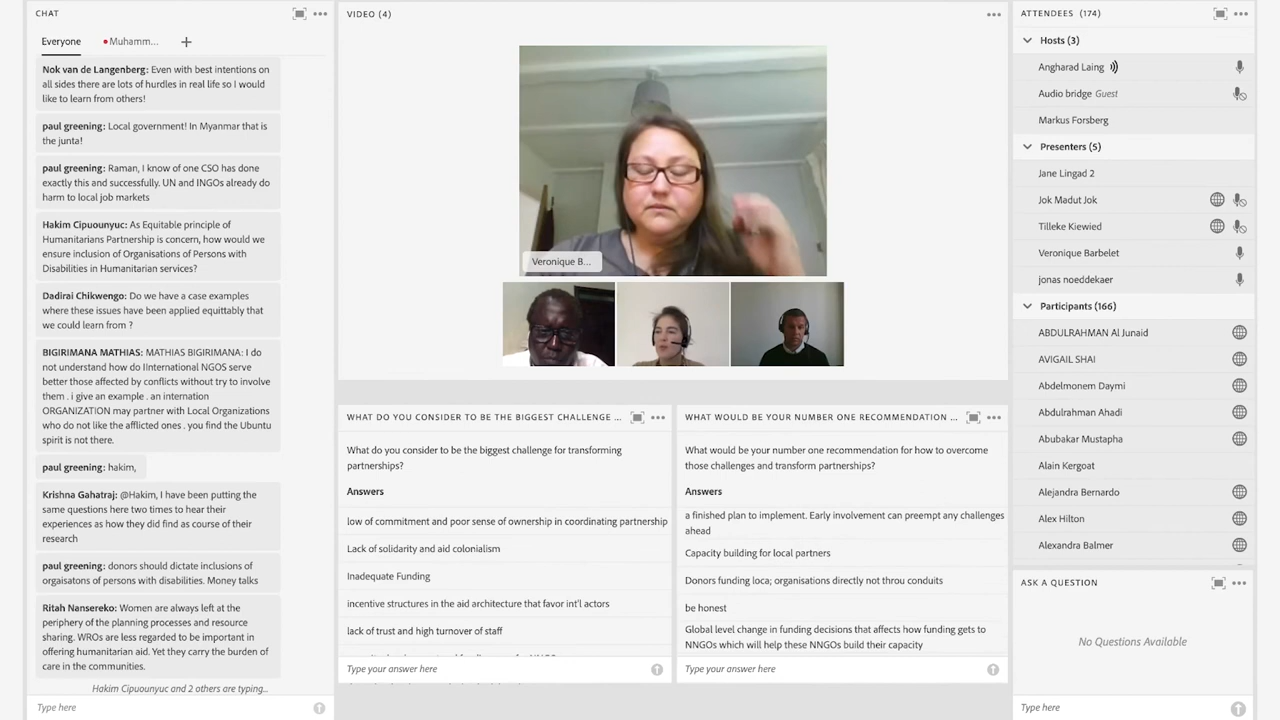 CHAT
Everyone
Muhamm...
Nok van de Langenberg: Even with best intentions on
all sides there are lots of hurdles in real life so I would
like to learn from others!
paul greening: Local government! In Myanmar that is
the junta!
paul greening: Raman, I know of one CSO has done
exactly this and successfully. UN and INGOs already do
harm to local job markets
Hakim Cipuounyuc: As Equitable principle of
Humanitarians Partnership is concern, how would we
ensure inclusion of Organisations of Persons with
Disabilities in Humanitarian services?
Dadirai Chikwengo: Do we have a case examples
where these issues have been applied equittably that
we could learn from ?
BIGIRIMANA MATHIAS: MATHIAS BIGIRIMANA: I do
not understand how do IInternational NGOS serve
better those affected by conflicts without try to involve
them . i give an example . an internation
ORGANIZATION may partner with Local Organizations
who do not like the afflicted ones . you find the Ubuntu
spirit is not there.
paul greening: hakim,
Krishna Gahatraj: @Hakim, I have been putting the
same questions here two times to hear their
experiences as how they did find as course of their
research
paul greening: donors should dictate inclusions of
orgaisatons of persons with disabilities. Money talks
Ritah Nansereko: Women are always left at the
periphery of the planning processes and resource
sharing. WROs are less regarded to be important in
offering humanitarian aid. Yet they carry the burden of
care in the communities.
Hakim Cipuounyuc and 2 others are typing...
Type here
VIDEO (4)
Veronique B...
WHAT DO YOU CONSIDER TO BE THE BIGGEST CHALLENGE ...
What do you consider to be the biggest challenge for transforming
partnerships?
Answers
low of commitment and poor sense of ownership in coordinating partnership
Lack of solidarity and aid colonialism
Inadequate Funding
incentive structures in the aid architecture that favor int'l actors
lack of trust and high turnover of staff
Type your answer here
WHAT WOULD BE YOUR NUMBER ONE RECOMMENDATION ...
What would be your number one recommendation for how to overcome
those challenges and transform partnerships?
Answers
a finished plan to implement. Early involvement can preempt any challenges
ahead
Capacity building for local partners
Donors funding loca; organisations directly not throu conduits
be honest
Global level change in funding decisions that affects how funding gets to
NNGOs which will help these NNGOs build their capacity
Type your answer here
ATTENDEES (174)
Hosts (3)
Angharad Laing
Audio bridge Guest
Markus Forsberg
Presenters (5)
Jane Lingad 2
Jok Madut Jok
Tilleke Kiewied
Veronique Barbelet
jonas noeddekaer
Participants (166)
ABDULRAHMAN Al Junaid
AVIGAIL SHAI
Abdelmonem Daymi
Abdulrahman Ahadi
Abubakar Mustapha
Alain Kergoat
Alejandra Bernardo
Alex Hilton
Alexandra Balmer
ASK A QUESTION
No Questions Available
Type here